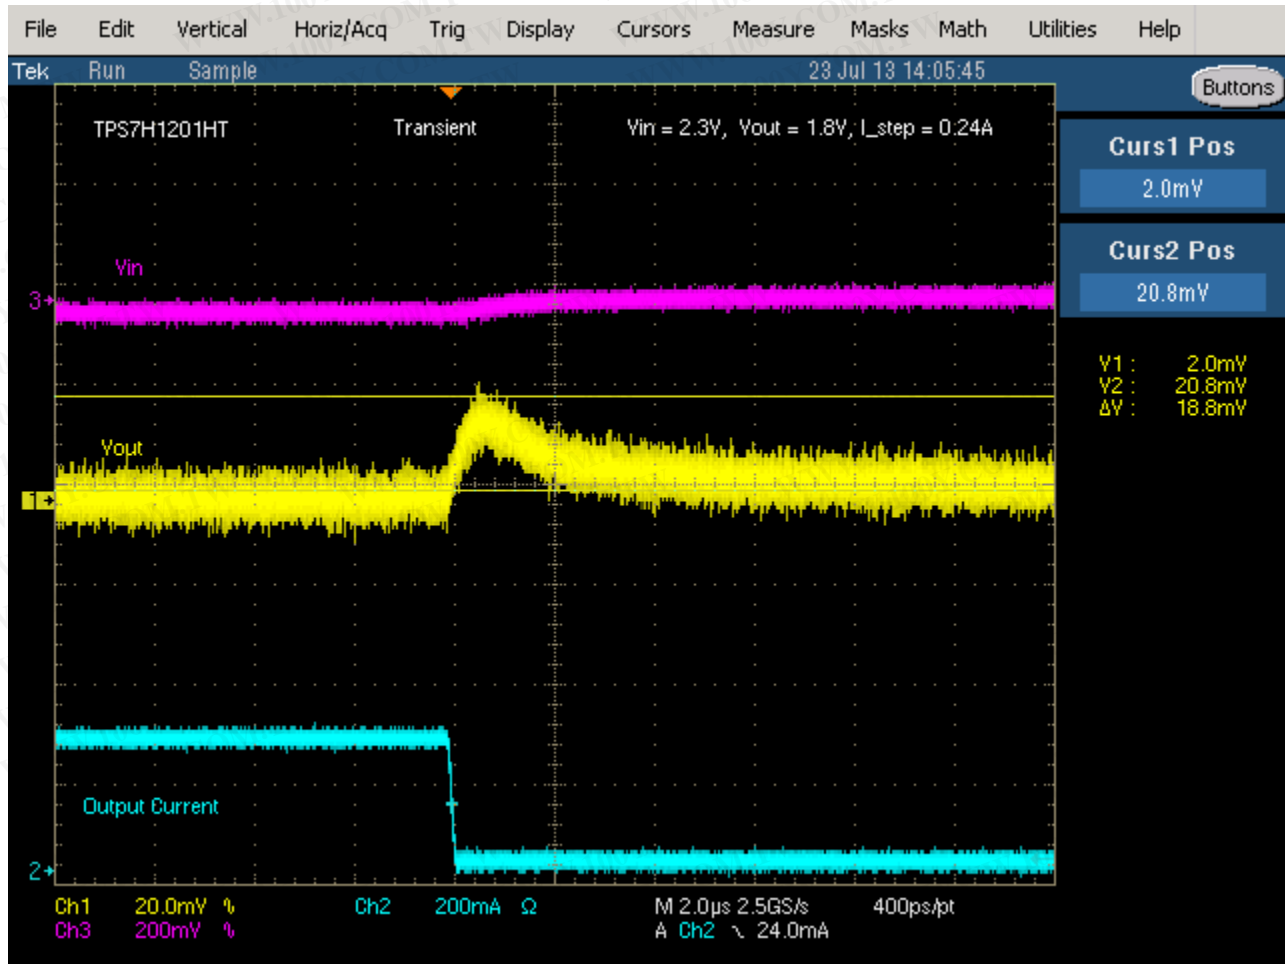 File Edit Vertical Horiz/Acq Trig Display Cursors Measure Masks Math Utilities Help
Tek Run Sample 23 Jul 13 14:05:45
Buttons
TPS7H1201HT Transient Vin = 2.3V, Vout = 1.8V, I_step = 0.24A
Curs1 Pos
2.0mV
Curs2 Pos
20.8mV
Vin
3
V1 : 2.0mV
V2 : 20.8mV
ΔV : 18.8mV
Vout
1
Output Current
2
Ch1 20.0mV Ch2 200mA Ω M 2.0µs 2.5GS/s 400ps/pt
Ch3 200mV A Ch2 24.0mA